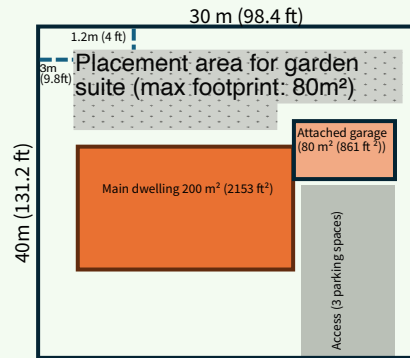 30 m (98.4 ft)
1.2m (4 ft)
3m
(9.8ft)
Placement area for garden
suite (max footprint: 80m²)
Attached garage
(80 m² (861 ft ²))
Main dwelling 200 m² (2153 ft²)
40m (131.2 ft)
Access (3 parking spaces)